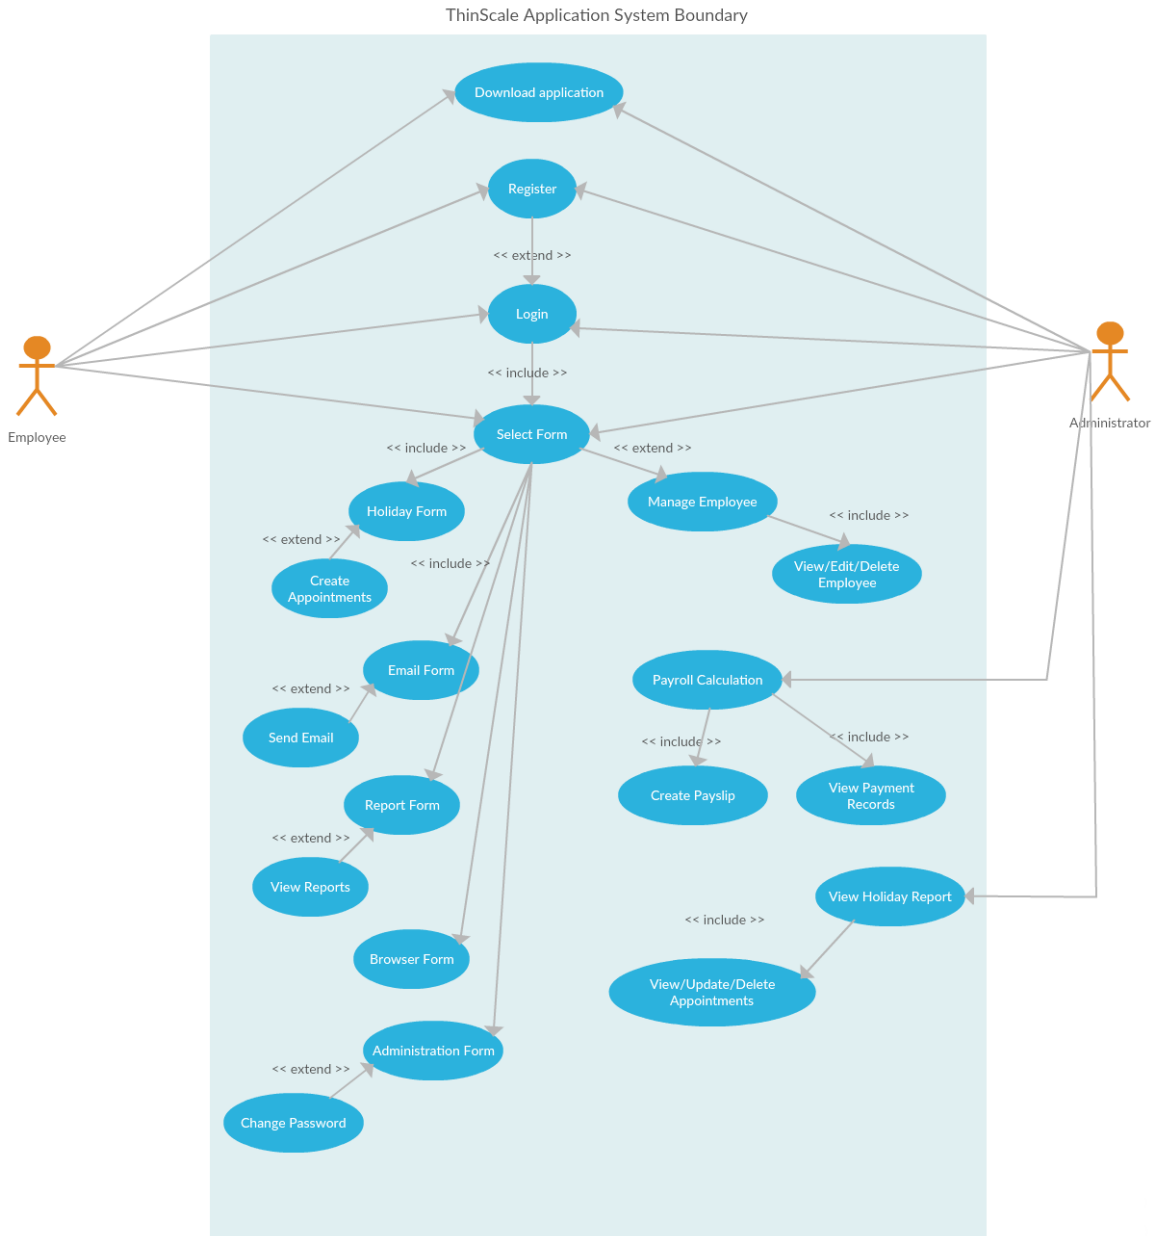 ThinScale Application System Boundary
Download application
Register
<< extend >>
Login
<< include >>
Employee
Administrator
Select Form
<< include >>
<< extend >>
Holiday Form
Manage Employee
<< extend >>
<< include >>
<< include >>
Create
Appointments
View/Edit/Delete
Employee
Email Form
Payroll Calculation
<< extend >>
Send Email
<< include >>
<< include >>
Report Form
Create Payslip
View Payment
Records
<< extend >>
View Reports
View Holiday Report
<< include >>
Browser Form
View/Update/Delete
Appointments
Administration Form
<< extend >>
Change Password